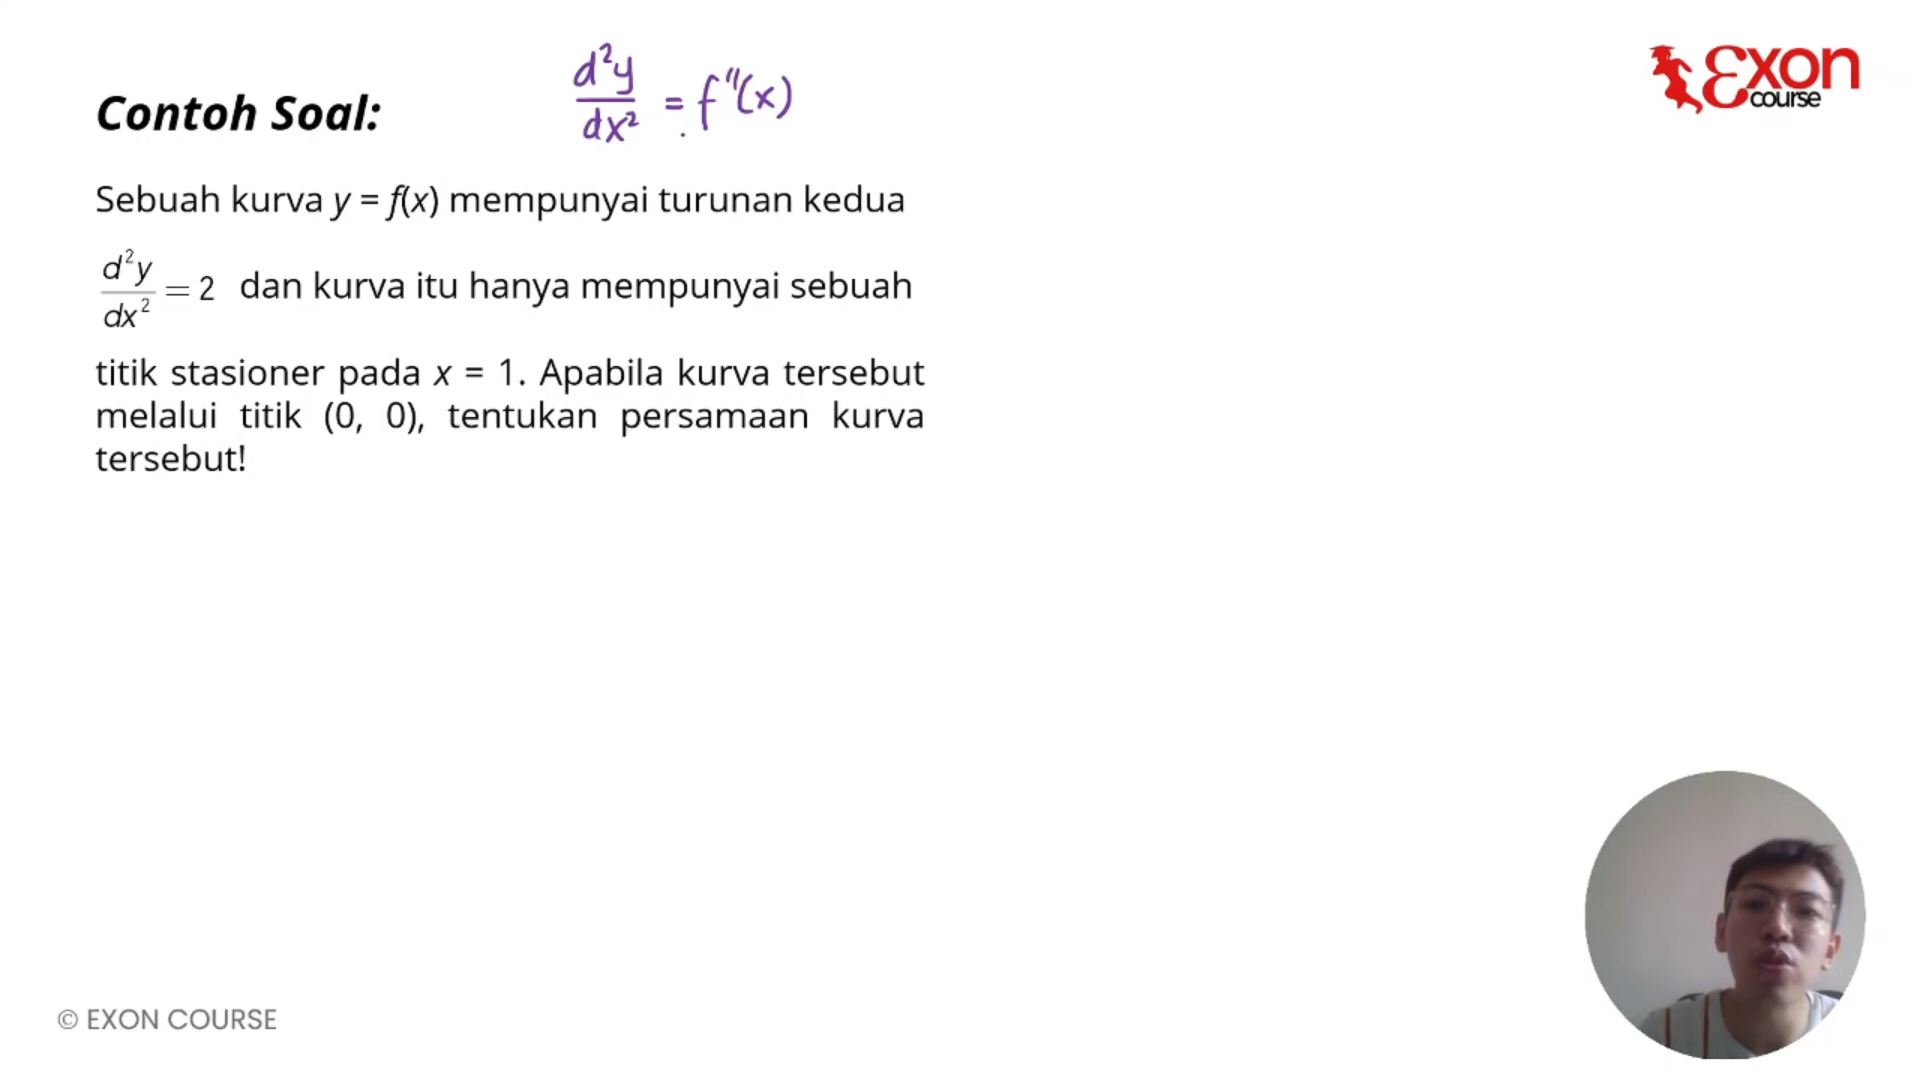 d²y/dx² = f"(x)
Exon
course
Contoh Soal:
Sebuah kurva y = f(x) mempunyai turunan kedua
d²y/dx² = 2 dan kurva itu hanya mempunyai sebuah
titik stasioner pada x = 1. Apabila kurva tersebut
melalui titik (0, 0), tentukan persamaan kurva
tersebut!
© EXON COURSE